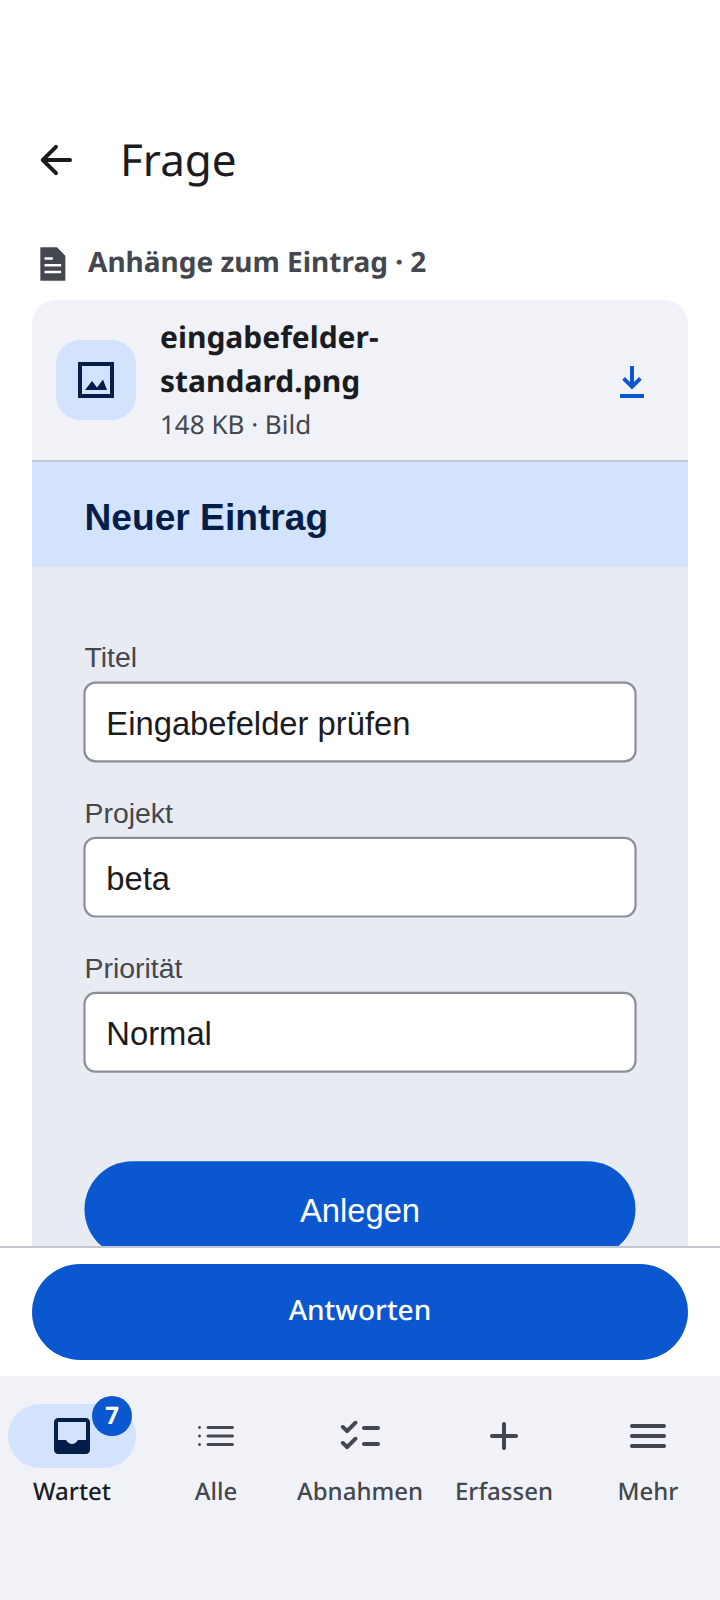 Frage
Anhänge zum Eintrag · 2
eingabefelder-
standard.png
148 KB · Bild
Neuer Eintrag
Titel
Eingabefelder prüfen
Projekt
beta
Priorität
Normal
Anlegen
Antworten
7
Wartet Alle Abnahmen Erfassen Mehr